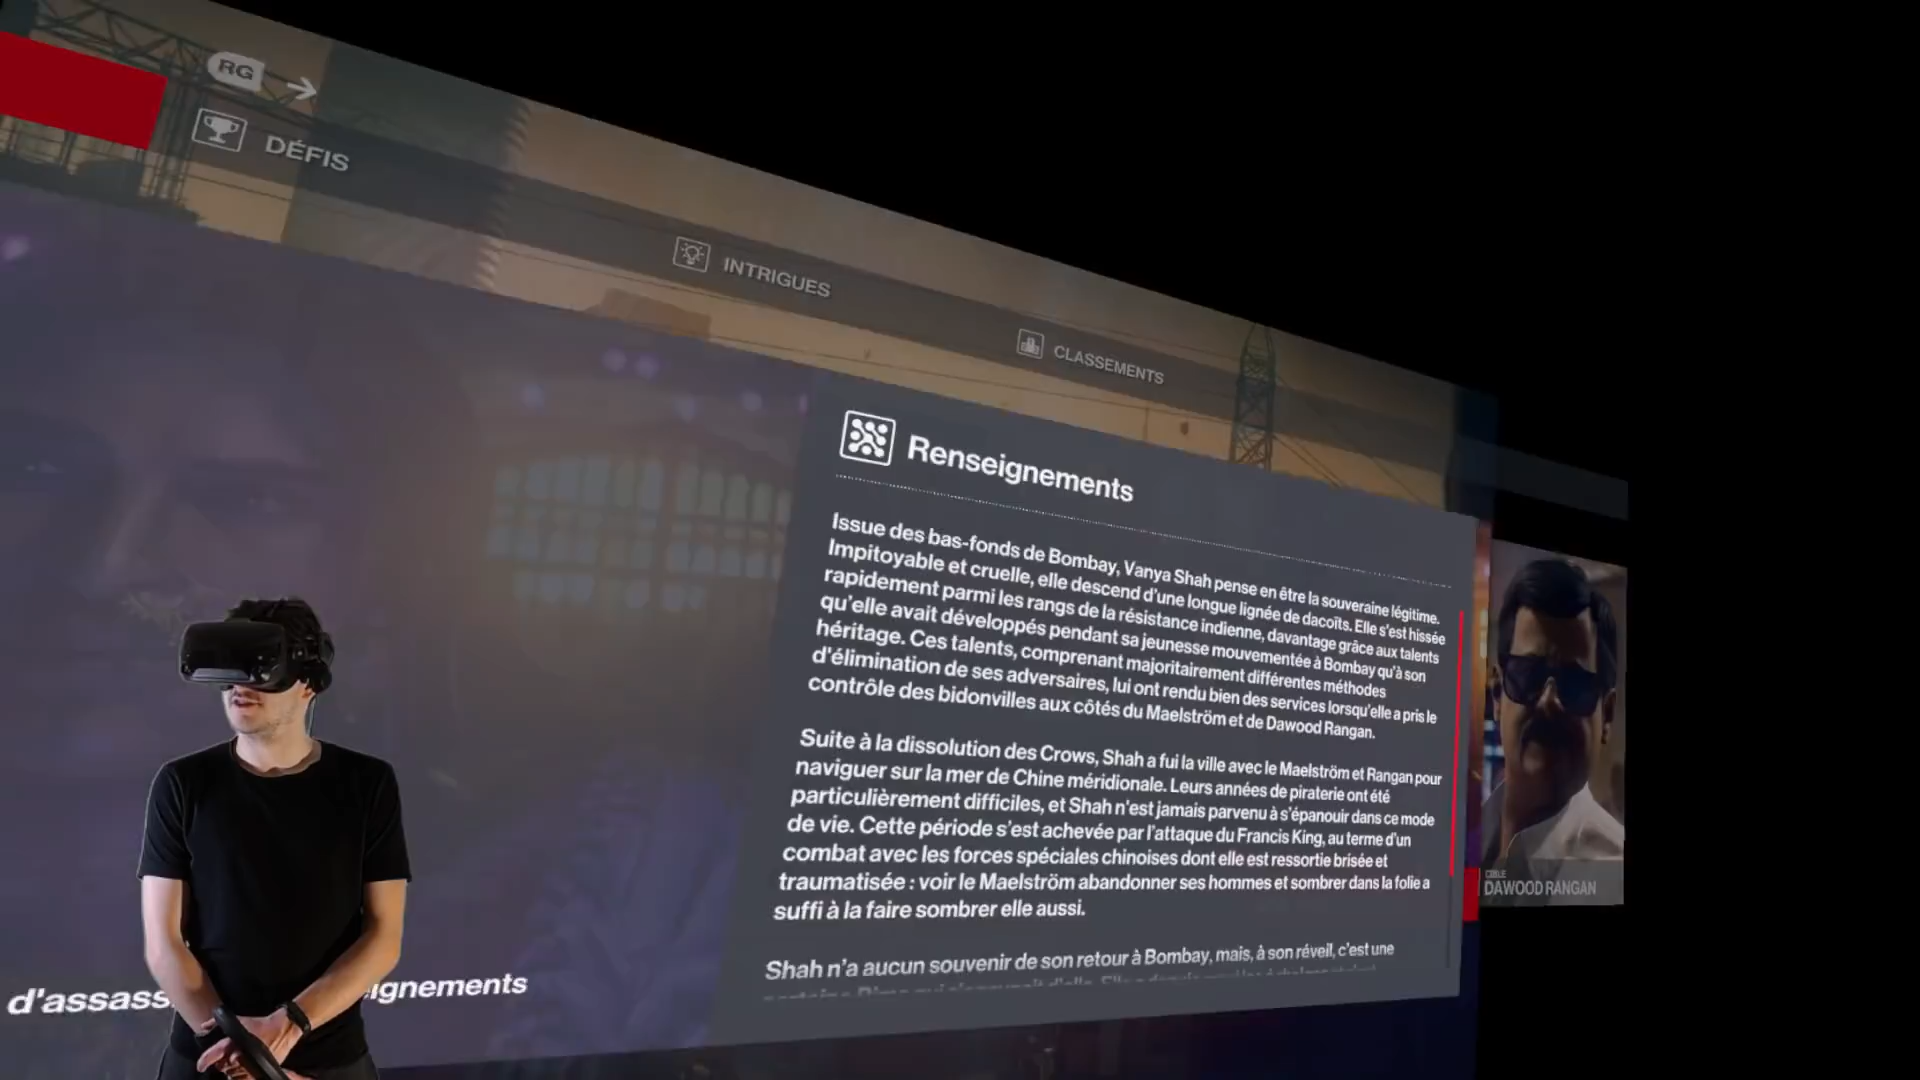 RG
DÉFIS
INTRIGUES
CLASSEMENTS
Renseignements
Issue des bas-fonds de Bombay, Vanya Shah pense en être la souveraine légitime.
Impitoyable et cruelle, elle descend d'une longue lignée de dacoïts. Elle s'est hissée
rapidement parmi les rangs de la résistance indienne, davantage grâce aux talents
qu'elle avait développés pendant sa jeunesse mouvementée à Bombay qu'à son
héritage. Ces talents, comprenant majoritairement différentes méthodes
d'élimination de ses adversaires, lui ont rendu bien des services lorsqu'elle a pris le
contrôle des bidonvilles aux côtés du Maelström et de Dawood Rangan.
Suite à la dissolution des Crows, Shah a fui la ville avec le Maelström et Rangan pour
naviguer sur la mer de Chine méridionale. Leurs années de piraterie ont été
particulièrement difficiles, et Shah n'est jamais parvenu à s'épanouir dans ce mode
de vie. Cette période s'est achevée par l'attaque du Francis King, au terme d'un
combat avec les forces spéciales chinoises dont elle est ressortie brisée et
traumatisée : voir le Maelström abandonner ses hommes et sombrer dans la folie a
suffi à la faire sombrer elle aussi.
Shah n'a aucun souvenir de son retour à Bombay, mais, à son réveil, c'est une
CIBLE
DAWOOD RANGAN
d'assass
ignements